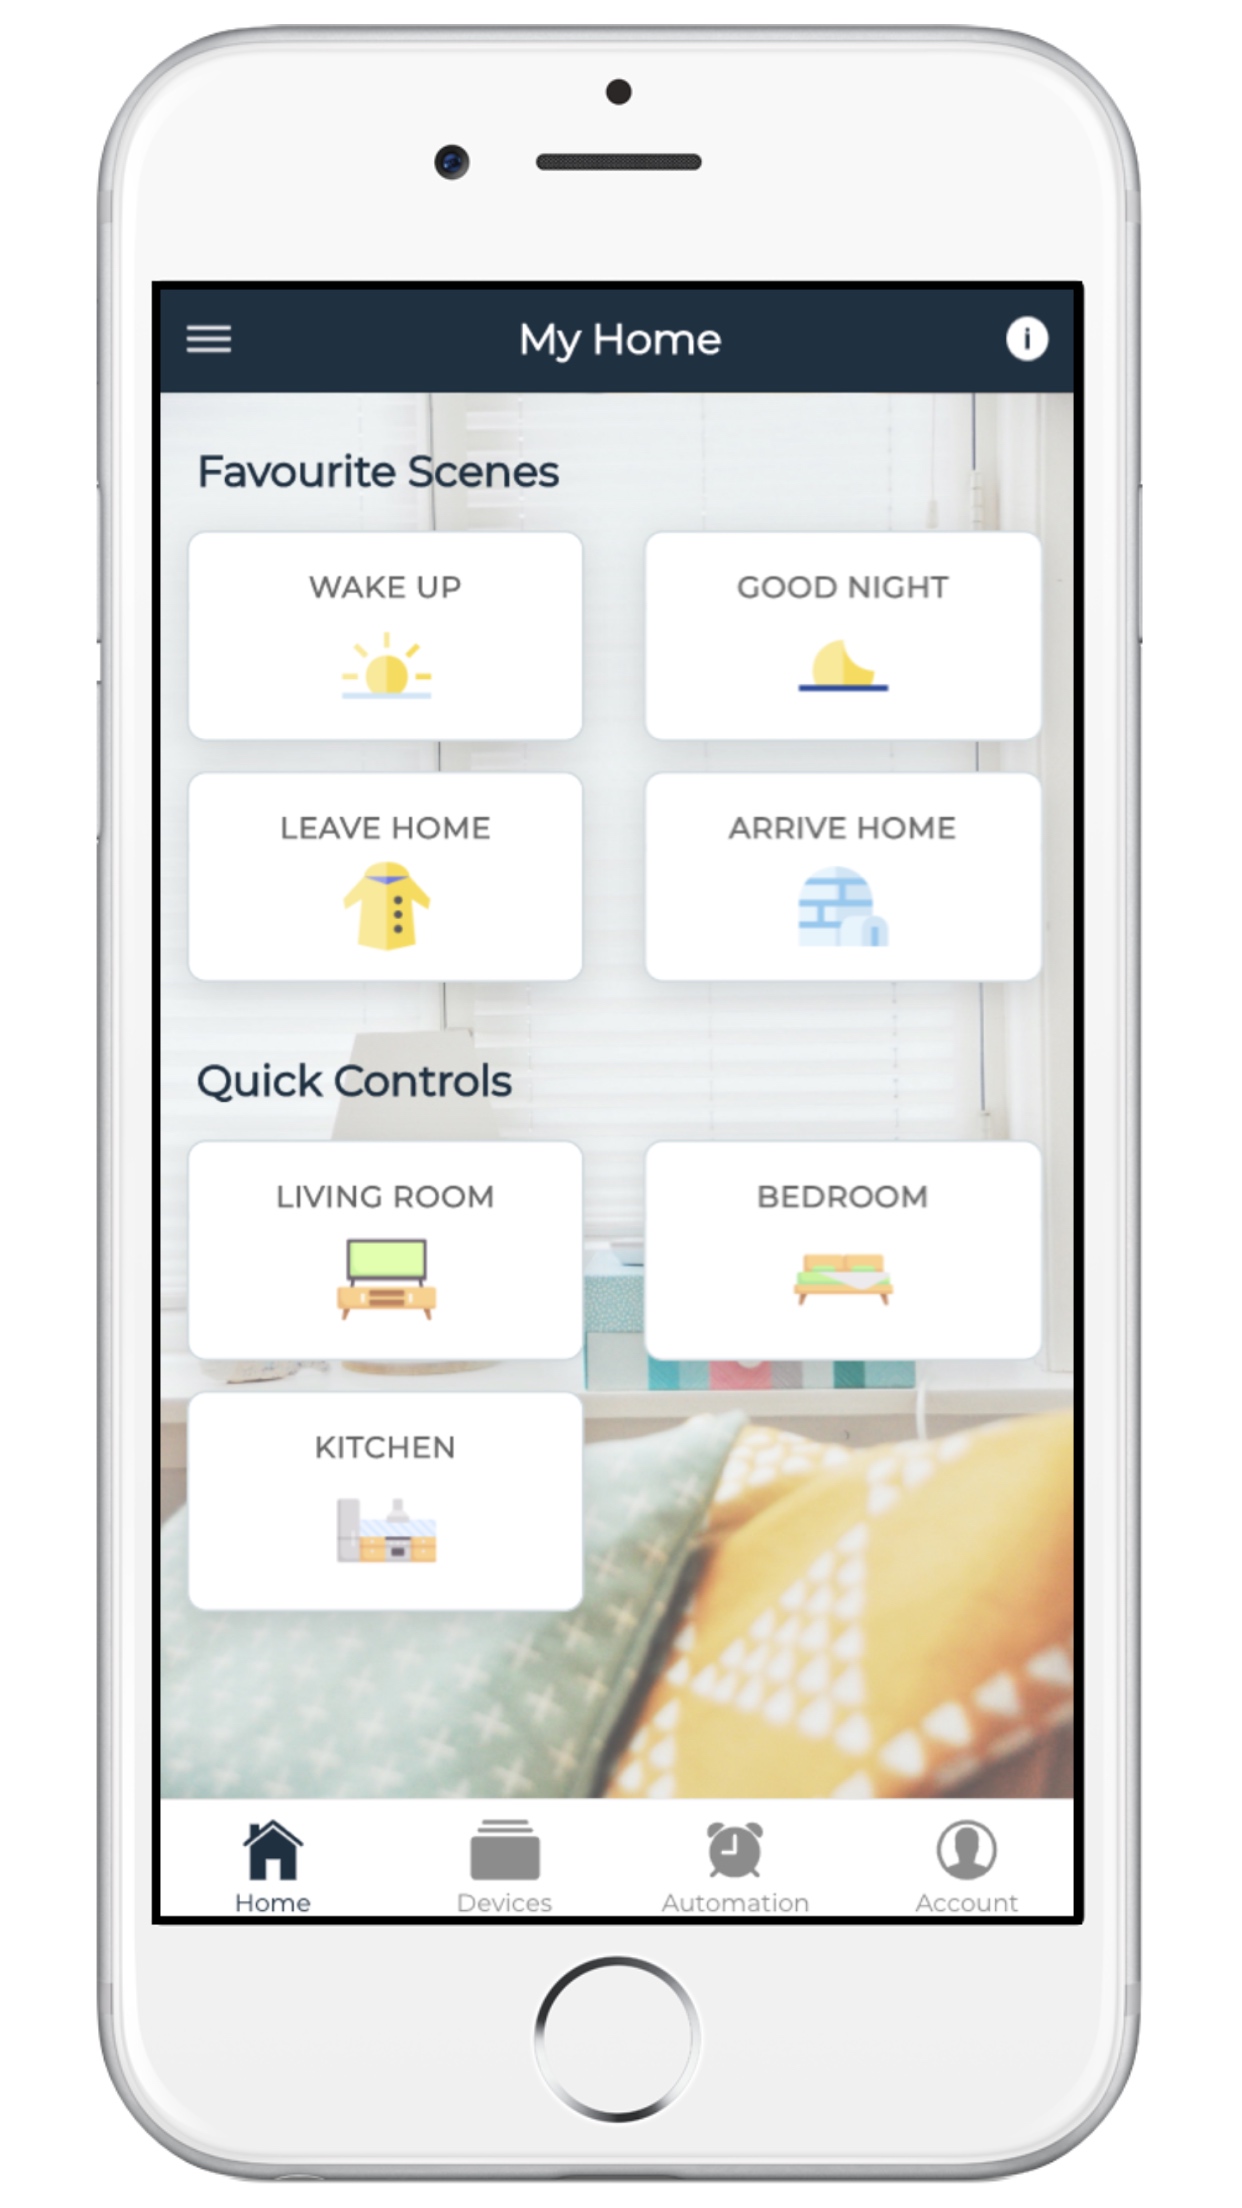 My Home
i
Favourite Scenes
WAKE UP
GOOD NIGHT
LEAVE HOME
ARRIVE HOME
Quick Controls
LIVING ROOM
BEDROOM
KITCHEN
Home
Devices
Automation
Account